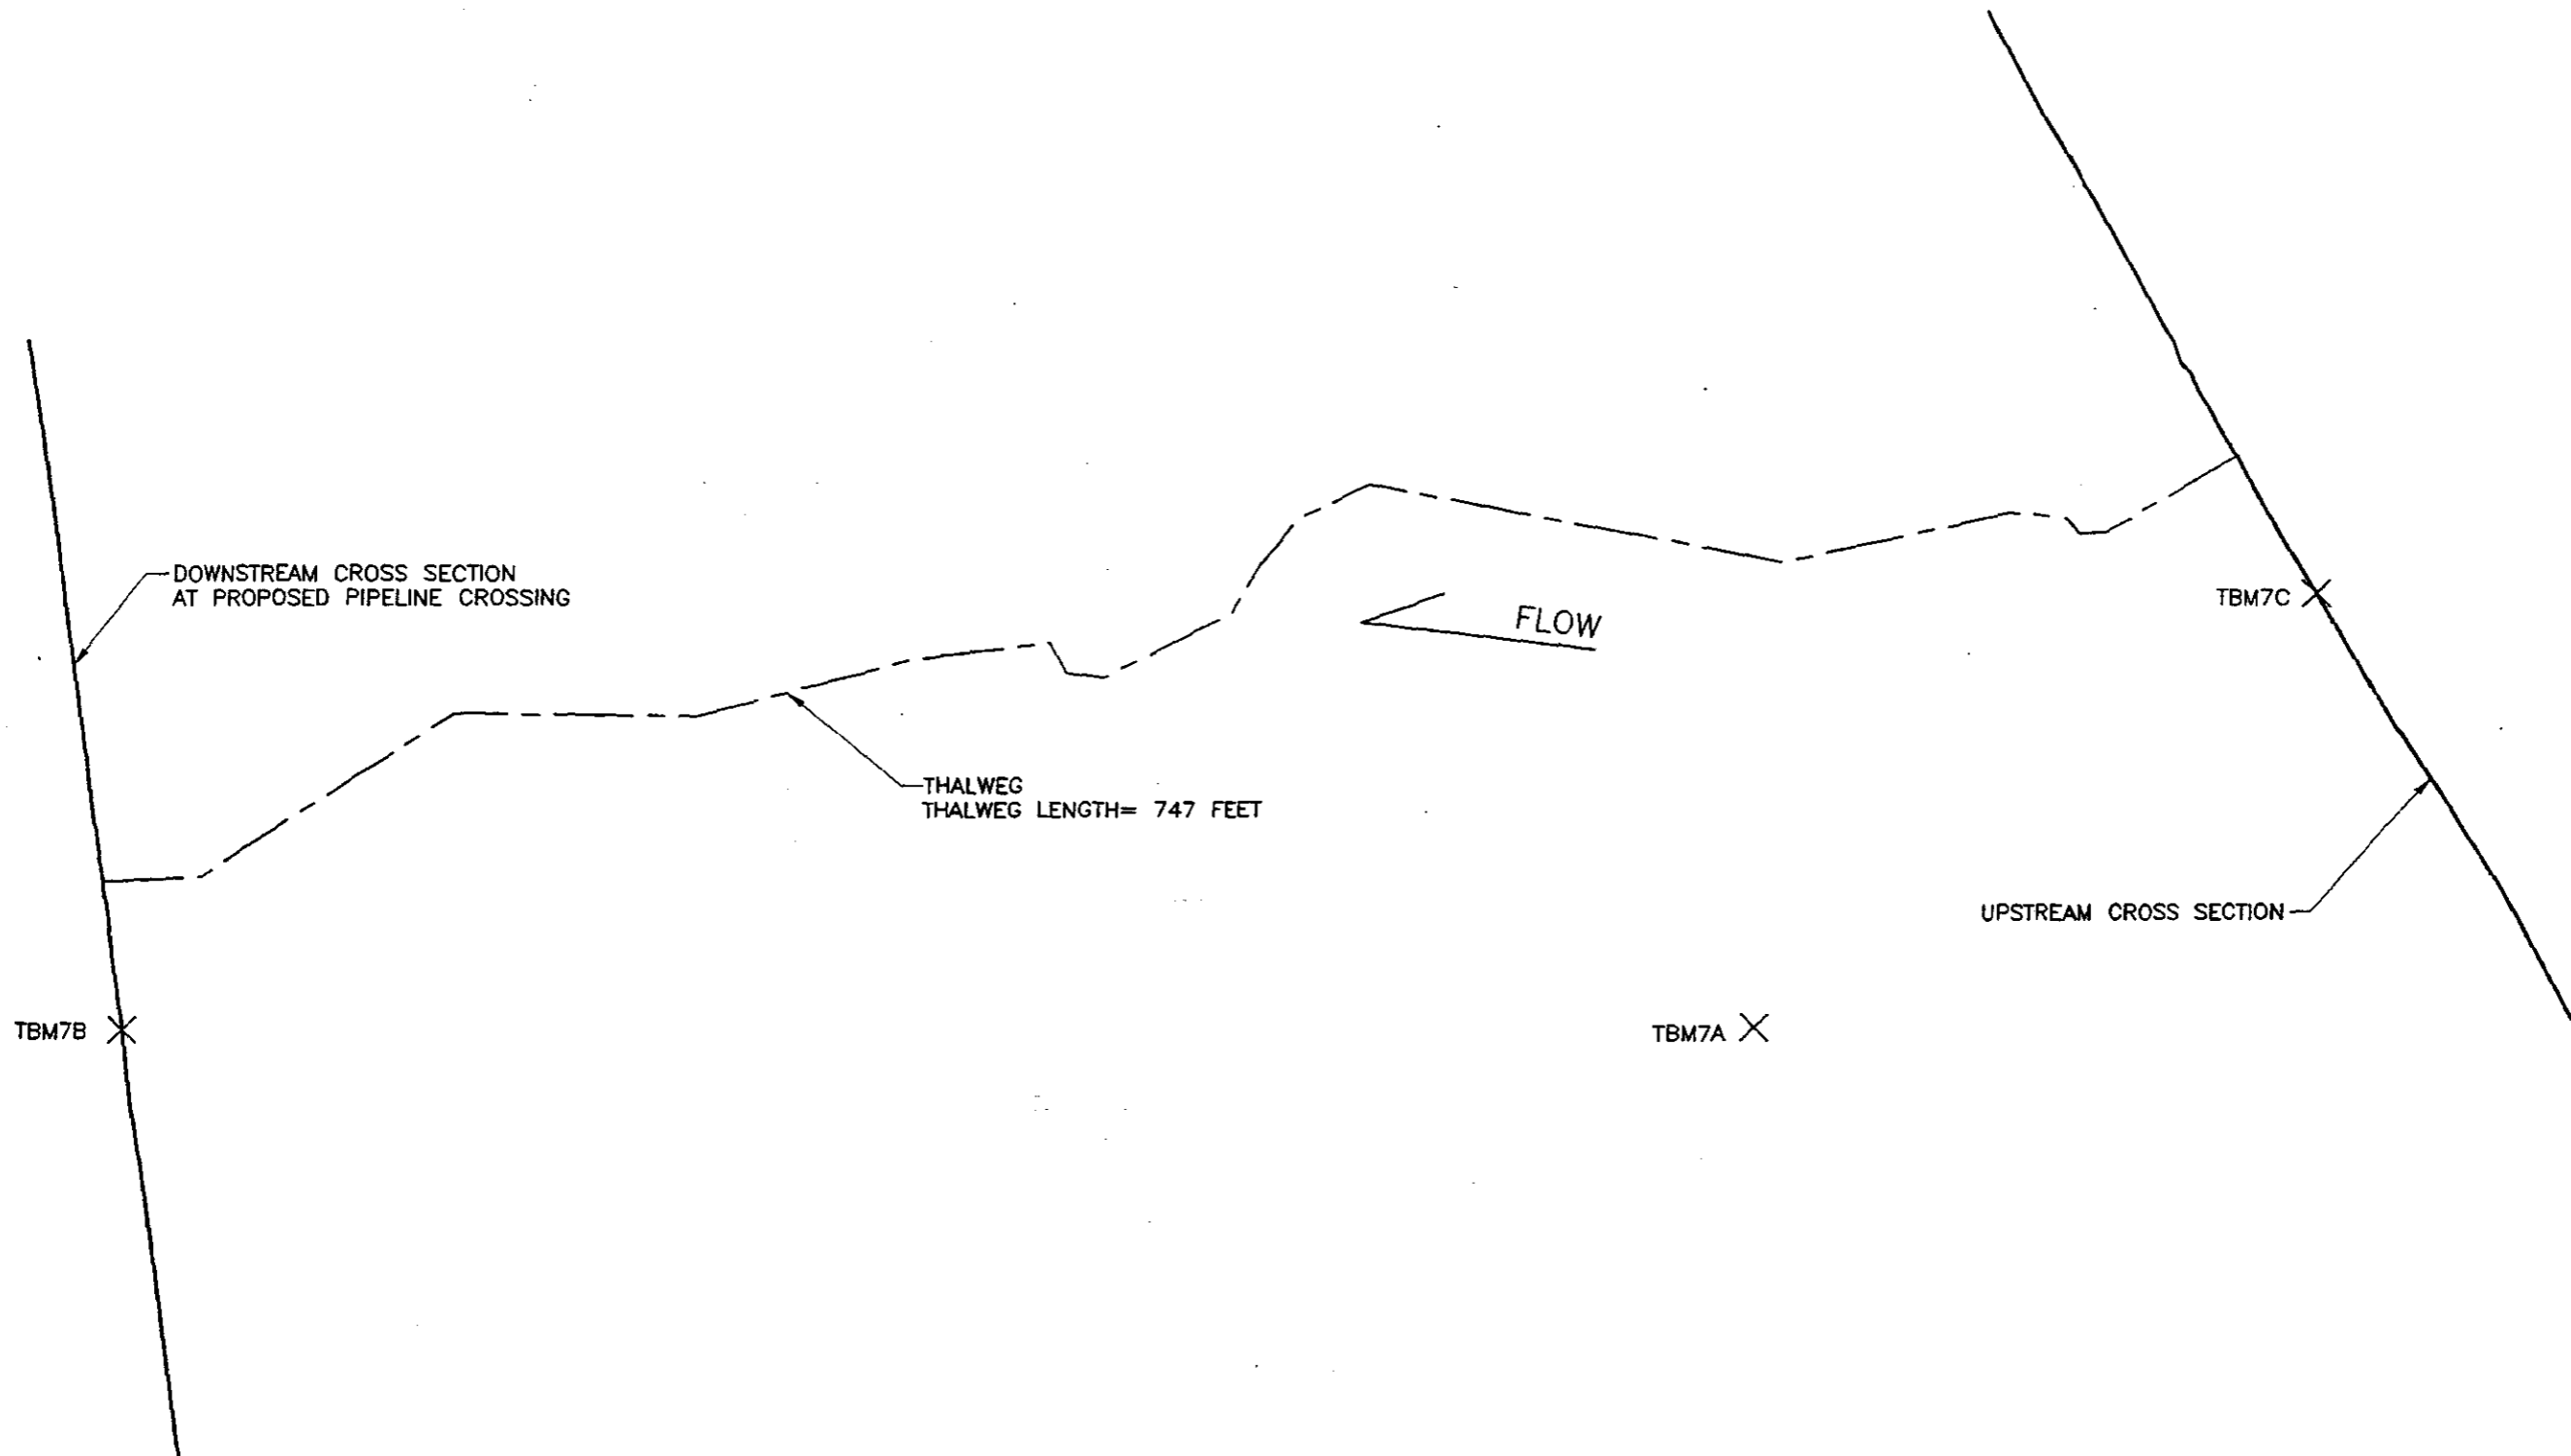 DOWNSTREAM CROSS SECTION
AT PROPOSED PIPELINE CROSSING
FLOW
TBM7C
THALWEG
THALWEG LENGTH= 747 FEET
UPSTREAM CROSS SECTION
TBM7B
TBM7A